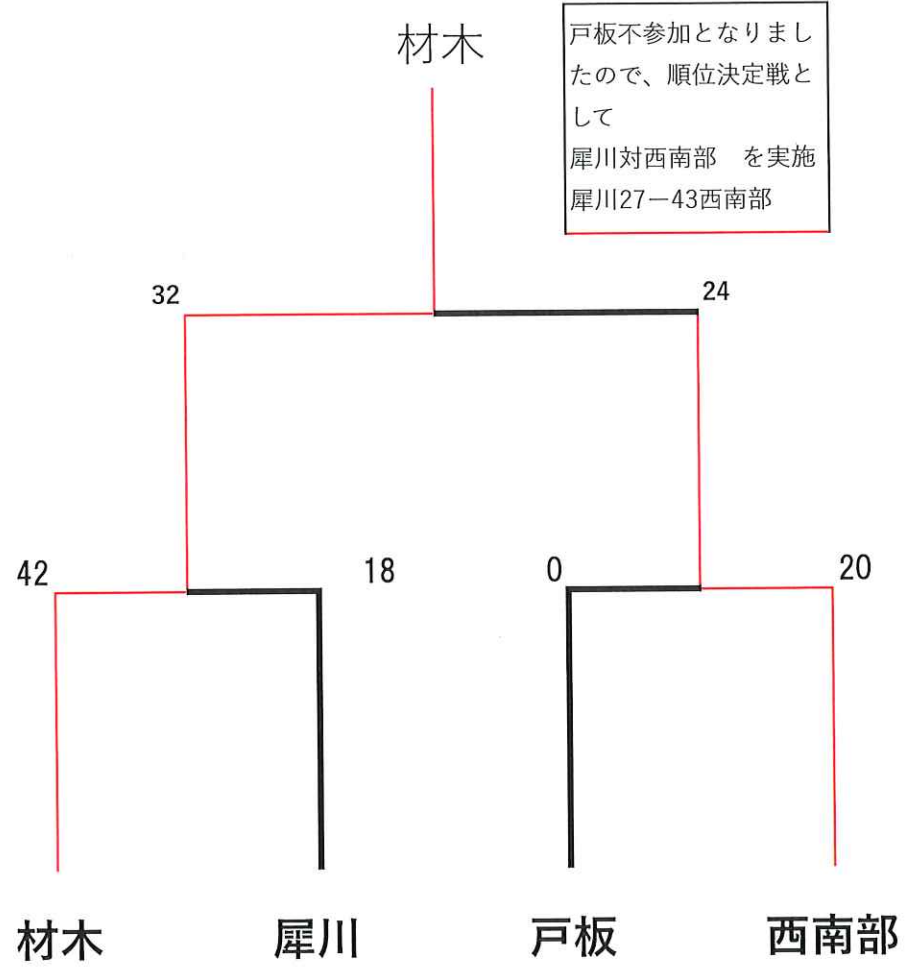 材木
戸板不参加となりまし
たので、順位決定戦と
して
犀川対西南部　を実施
犀川27－43西南部
32
24
42
18
0
20
材木
犀川
戸板
西南部